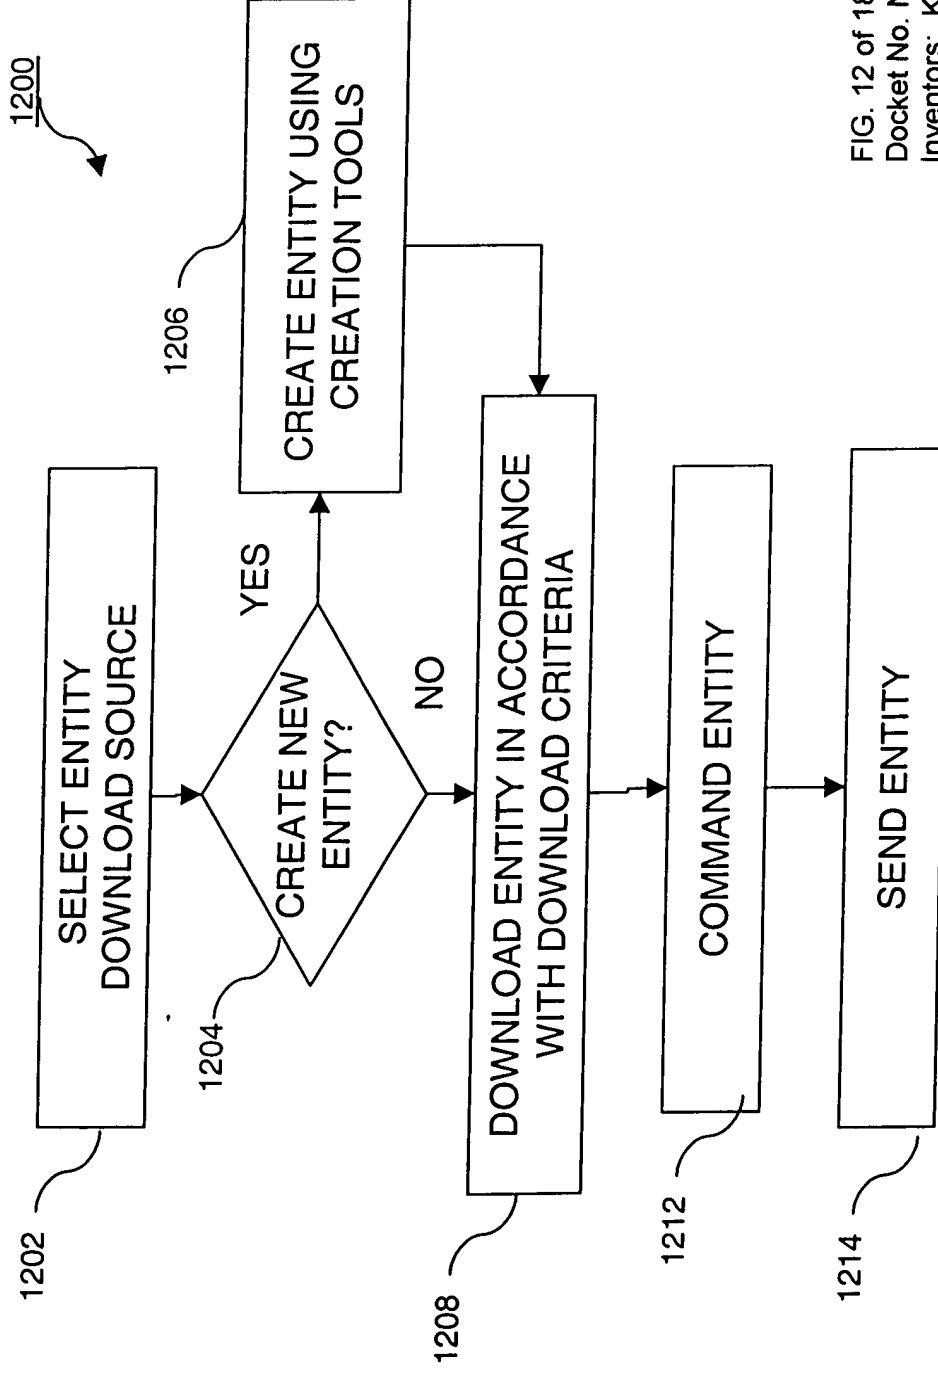 1200
1202
SELECT ENTITY
DOWNLOAD SOURCE
1204
CREATE NEW
ENTITY?
YES
1206
CREATE ENTITY USING
CREATION TOOLS
NO
1208
DOWNLOAD ENTITY IN ACCORDANCE
WITH DOWNLOAD CRITERIA
1212
COMMAND ENTITY
1214
SEND ENTITY
FIG. 12 of 18
Docket No.
Inventors: